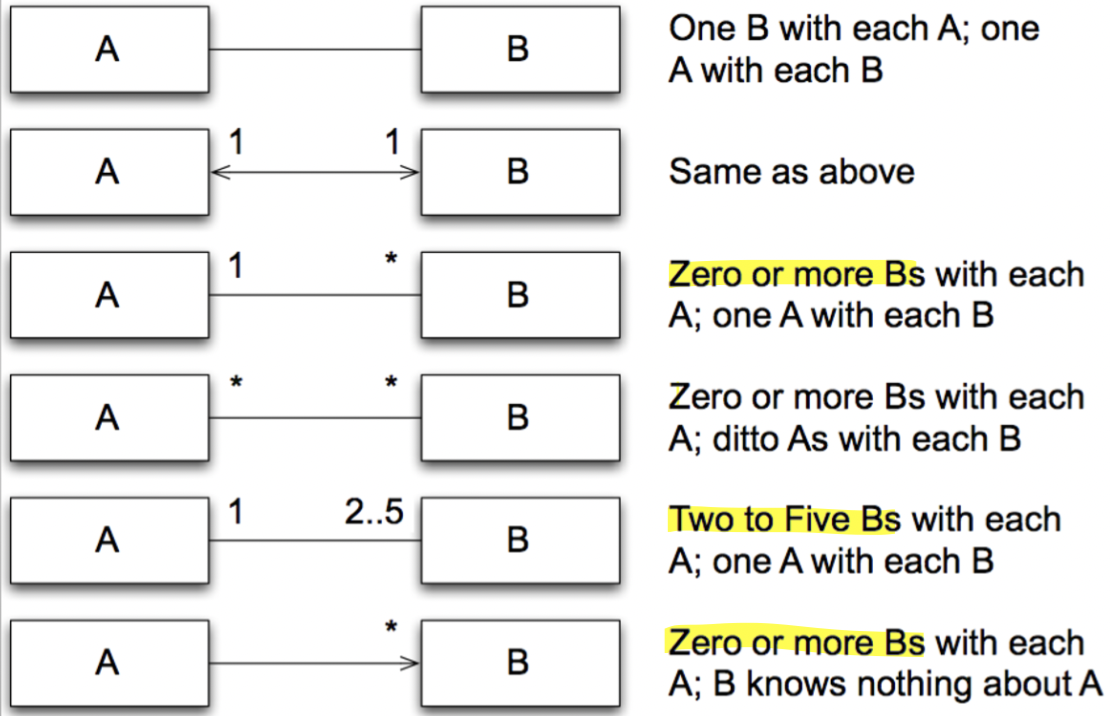 A B One B with each A; one
A with each B
1 1
A B Same as above
1 *
A B Zero or more Bs with each
A; one A with each B
* *
A B Zero or more Bs with each
A; ditto As with each B
1 2..5
A B Two to Five Bs with each
A; one A with each B
*
A B Zero or more Bs with each
A; B knows nothing about A